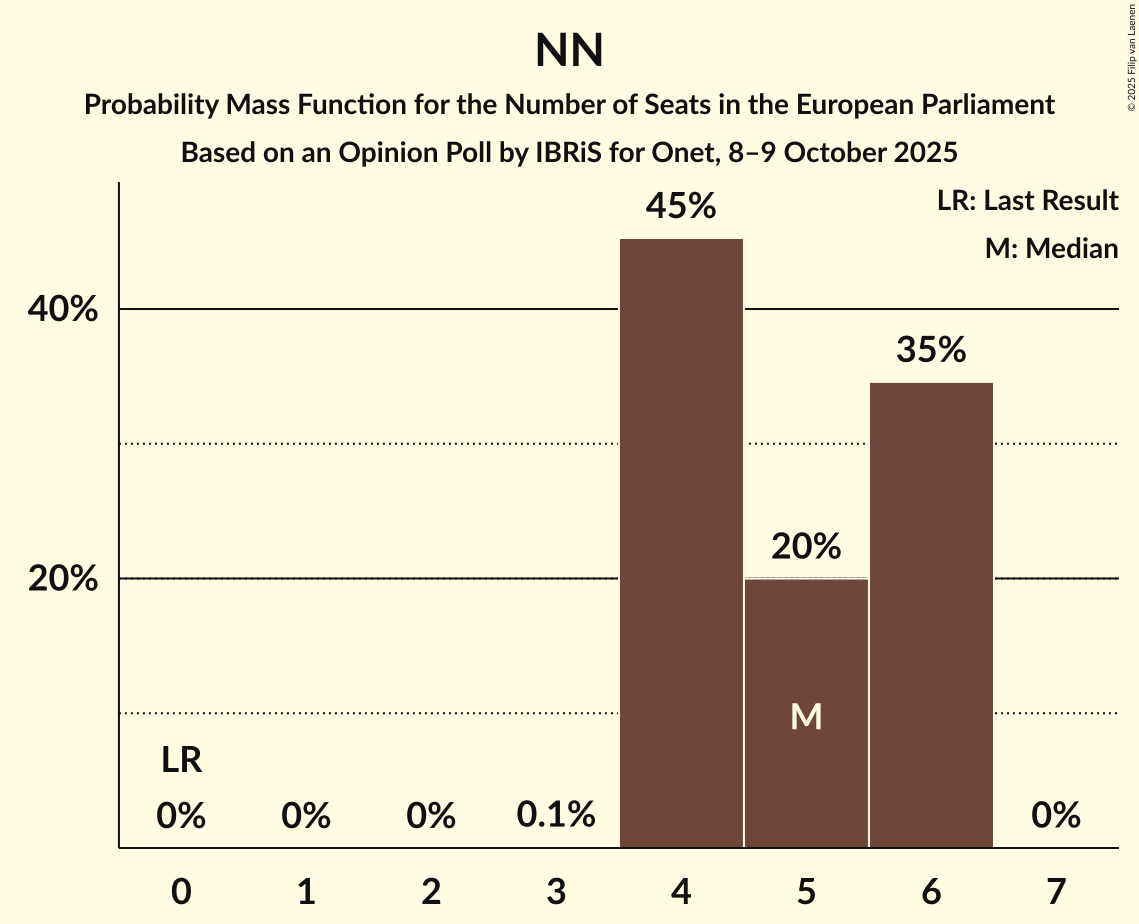 NN
Probability Mass Function for the Number of Seats in the European Parliament
Based on an Opinion Poll by IBRiS for Onet, 8–9 October 2025
© 2025 Filip van Laenen
LR: Last Result
M: Median
45%
40%
35%
20%
20%
M
LR
0%
0%
0%
0.1%
0%
0
1
2
3
4
5
6
7